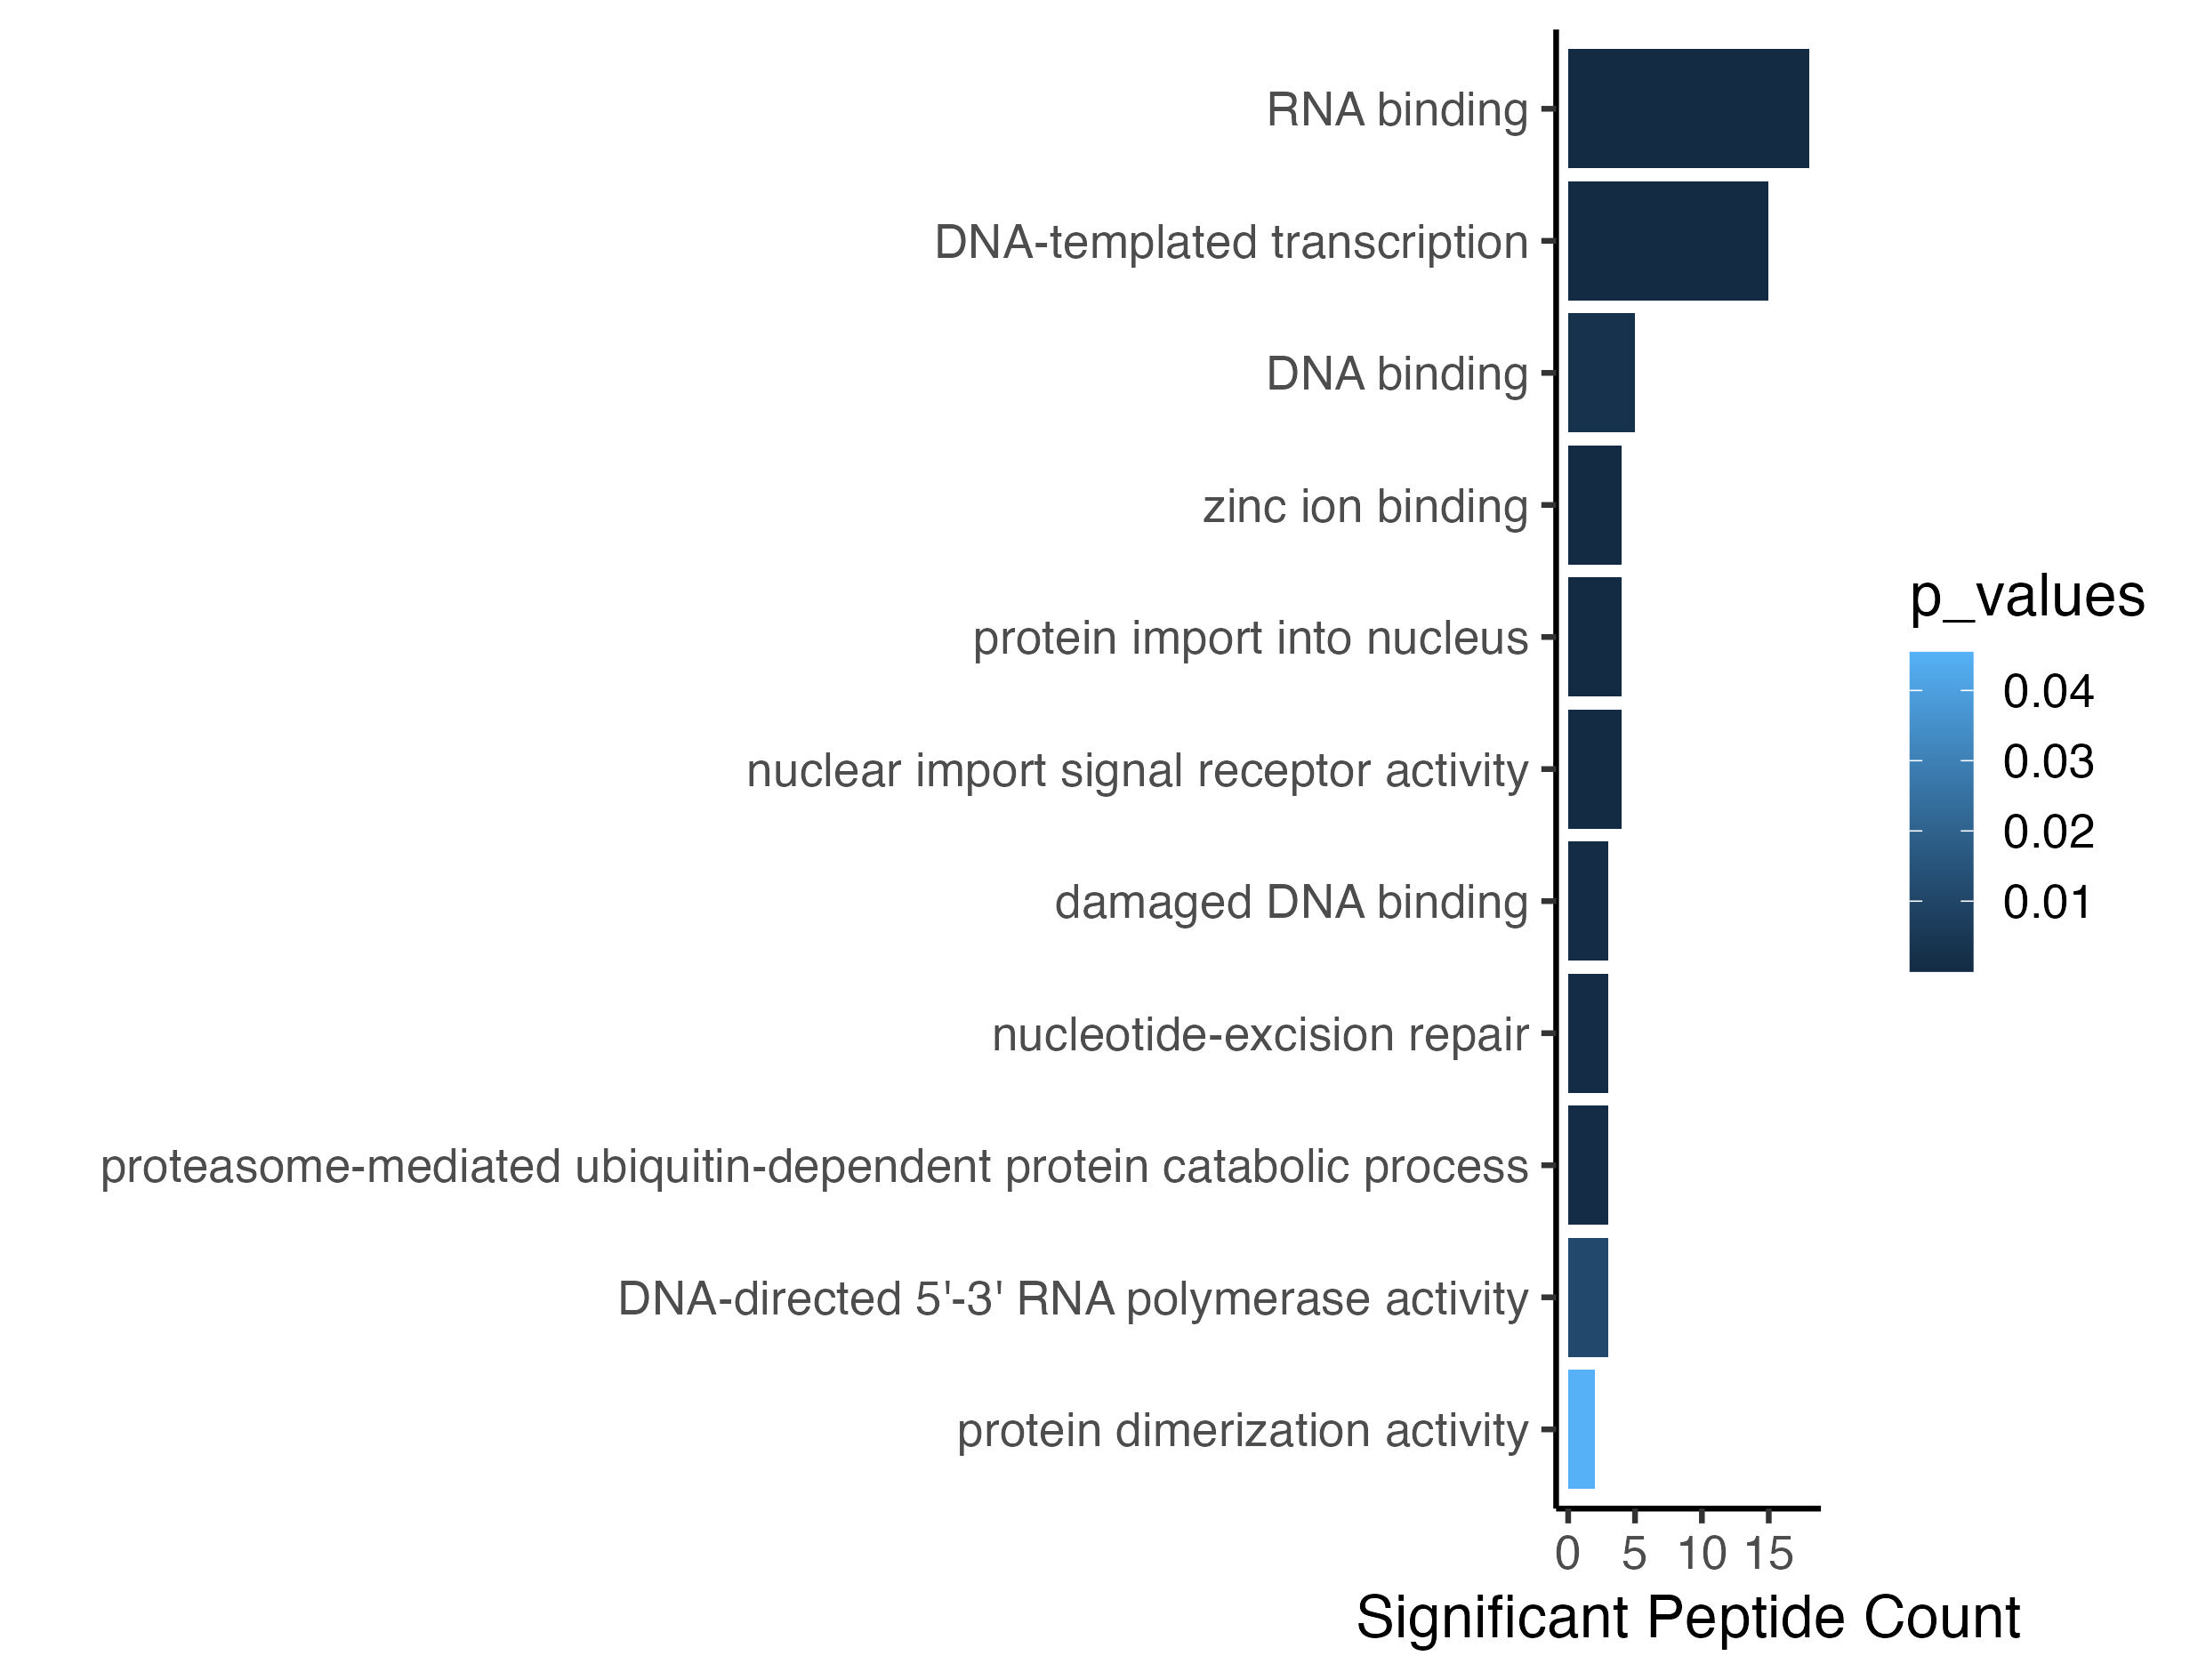 RNA binding
DNA-templated transcription
DNA binding
zinc ion binding
protein import into nucleus
nuclear import signal receptor activity
damaged DNA binding
nucleotide-excision repair
proteasome-mediated ubiquitin-dependent protein catabolic process
DNA-directed 5'-3' RNA polymerase activity
protein dimerization activity
0 5 10 15
Significant Peptide Count
p_values
0.04
0.03
0.02
0.01